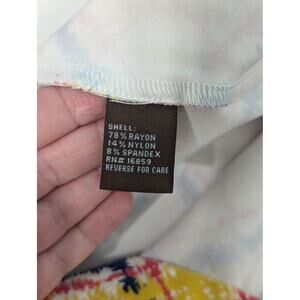 SHELL:
78% RAYON
14% NYLON
8% SPANDEX
RN# 16859
REVERSE FOR CARE